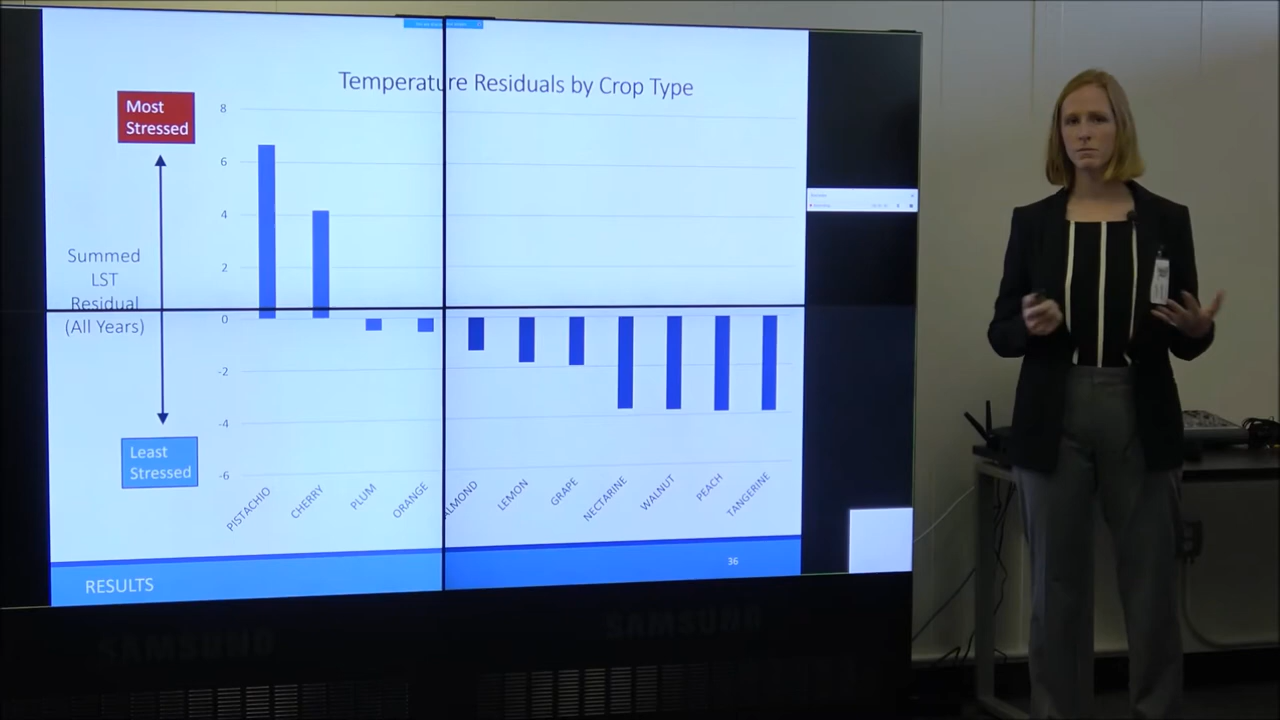 Temperature Residuals by Crop Type
Most
Stressed
Summed
LST
Residual
(All Years)
Least
Stressed
8
6
4
2
0
-2
-4
-6
PISTACHIO
CHERRY
PLUM
ORANGE
ALMOND
LEMON
GRAPE
NECTARINE
WALNUT
PEACH
TANGERINE
36
RESULTS
SAMSUNG
SAMSUNG